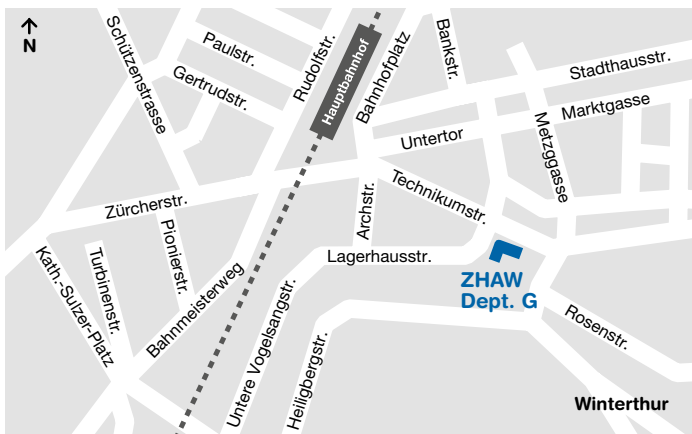 N
Schützenstrasse
Paulstr.
Gertrudstr.
Rudolfstr.
Hauptbahnhof
Bahnhofplatz
Bankstr.
Stadthausstr.
Marktgasse
Metzggasse
Untertor
Technikumstr.
Zürcherstr.
Pionierstr.
Archstr.
Lagerhausstr.
Kath.-Sulzer-Platz
Turbinenstr.
Bahnmeisterweg
Untere Vogelsangstr.
Heiligbergstr.
ZHAW
Dept. G
Rosenstr.
Winterthur